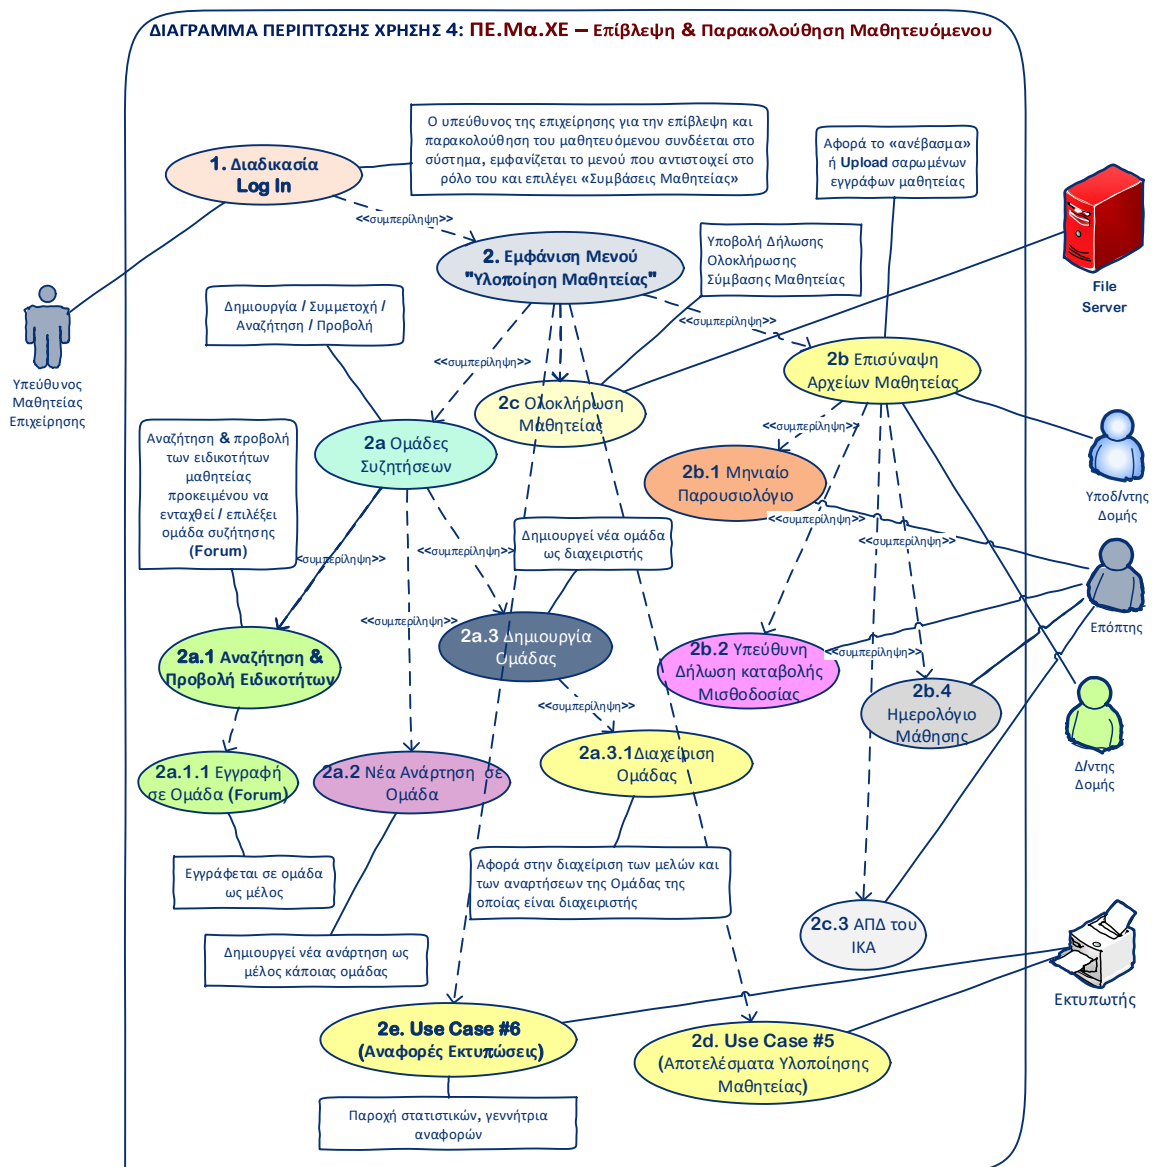 ΔΙΑΓΡΑΜΜΑ ΠΕΡΙΠΤΩΣΗΣ ΧΡΗΣΗΣ 4: ΠΕ.Μα.ΧΕ – Επίβλεψη & Παρακολούθηση Μαθητευόμενου
Ο υπεύθυνος της επιχείρησης για την επίβλεψη και
παρακολούθηση του μαθητευόμενου συνδέεται στο
σύστημα, εμφανίζεται το μενού που αντιστοιχεί στο
ρόλο του και επιλέγει «Συμβάσεις Μαθητείας»
Αφορά το «ανέβασμα»
ή Upload σαρωμένων
εγγράφων μαθητείας
1. Διαδικασία
Log In
<<συμπερίληψη>>
2. Εμφάνιση Μενού
"Υλοποίηση Μαθητείας"
Υποβολή Δήλωσης
Ολοκλήρωσης
Σύμβασης Μαθητείας
File
Server
Δημιουργία / Συμμετοχή /
Αναζήτηση / Προβολή
<<συμπερίληψη>>
<<συμπερίληψη>>
Υπεύθυνος
Μαθητείας
Επιχείρησης
2b Επισύναψη
Αρχείων Μαθητείας
2c Ολοκλήρωση
Μαθητείας
2a Ομάδες
Συζητήσεων
<<συμπερίληψη>>
Αναζήτηση & προβολή
των ειδικοτήτων
μαθητείας
προκειμένου να
ενταχθεί / επιλέξει
ομάδα συζήτησης
(Forum)
2b.1 Μηνιαίο
Παρουσιολόγιο
Υποδ/ντης
Δομής
<<συμπερίληψη>>
<<συμπερίληψη>>
<συμπερίληψη>>
<<συμπερίληψη>>
Δημιουργεί νέα ομάδα
ως διαχειριστής
<<συμπερίληψη>>
Επόπτης
2a.1 Αναζήτηση &
Προβολή Ειδικοτήτων
2a.3 Δημιουργία
Ομάδας
2b.2 Υπεύθυνη
Δήλωση καταβολής
Μισθοδοσίας
<<συμπερίληψη>>
2b.4
Ημερολόγιο
Μάθησης
<<συμπερίληψη>>
Δ/ντης
Δομής
2a.1.1 Εγγραφή
σε Ομάδα (Forum)
2a.2 Νέα Ανάρτηση σε
Ομάδα
2a.3.1Διαχείριση
Ομάδας
Εγγράφεται σε ομάδα
ως μέλος
Αφορά στην διαχείριση των μελών και
των αναρτήσεων της Ομάδας της
οποίας είναι διαχειριστής
2c.3 ΑΠΔ του
ΙΚΑ
Δημιουργεί νέα ανάρτηση ως
μέλος κάποιας ομάδας
Εκτυπωτής
2e. Use Case #6
(Αναφορές Εκτυπώσεις)
2d. Use Case #5
(Αποτελέσματα Υλοποίησης
Μαθητείας)
Παροχή στατιστικών, γεννήτρια
αναφορών